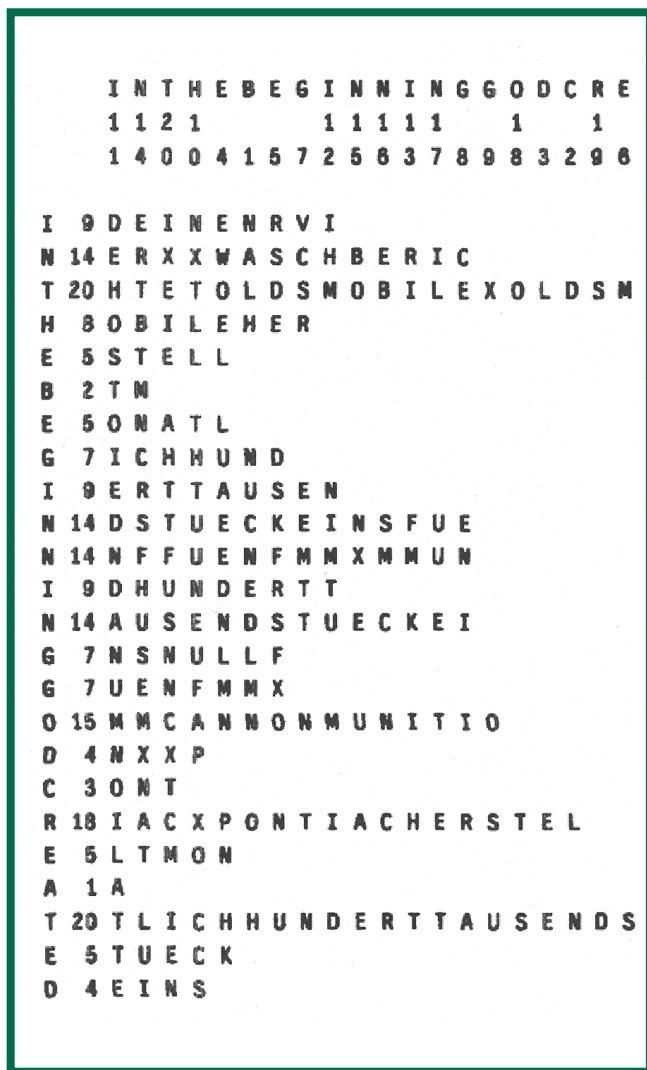 I N T H E B E G I N N I N G G O D C R E
1 1 2 1 1 1 1 1 1 1 1
1 4 0 0 4 1 5 7 2 5 6 3 7 8 9 8 3 2 9 6
I 9 D E I N E N R V I
N 14 E R X X W A S C H B E R I C
T 20 H T E T O L D S M O B I L E X O L D S M
H 8 O B I L E H E R
E 5 S T E L L
B 2 T M
E 5 O N A T L
G 7 I C H H U N D
I 9 E R T T A U S E N
N 14 D S T U E C K E I N S F U E
N 14 N F F U E N F M M X M M U N
I 9 D H U N D E R T T
N 14 A U S E N D S T U E C K E I
G 7 N S N U L L F
G 7 U E N F M M X
O 15 M M C A N N O N M U N I T I O
D 4 N X X P
C 3 O N T
R 18 I A C X P O N T I A C H E R S T E L
E 5 L T M O N
A 1 A
T 20 T L I C H H U N D E R T T A U S E N D S
E 5 T U E C K
D 4 E I N S